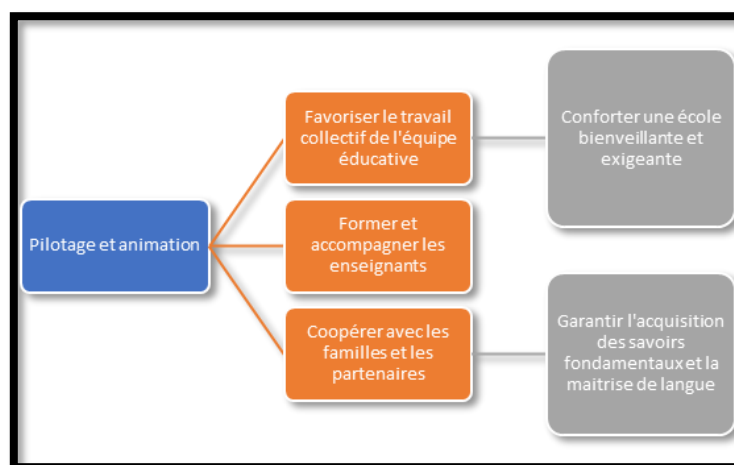 Pilotage et animation
Favoriser le travail
collectif de l'équipe
éducative
Former et
accompagner les
enseignants
Coopérer avec les
familles et les
partenaires
Conforter une école
bienveillante et
exigeante
Garantir l'acquisition
des savoirs
fondamentaux et la
maitrise de langue